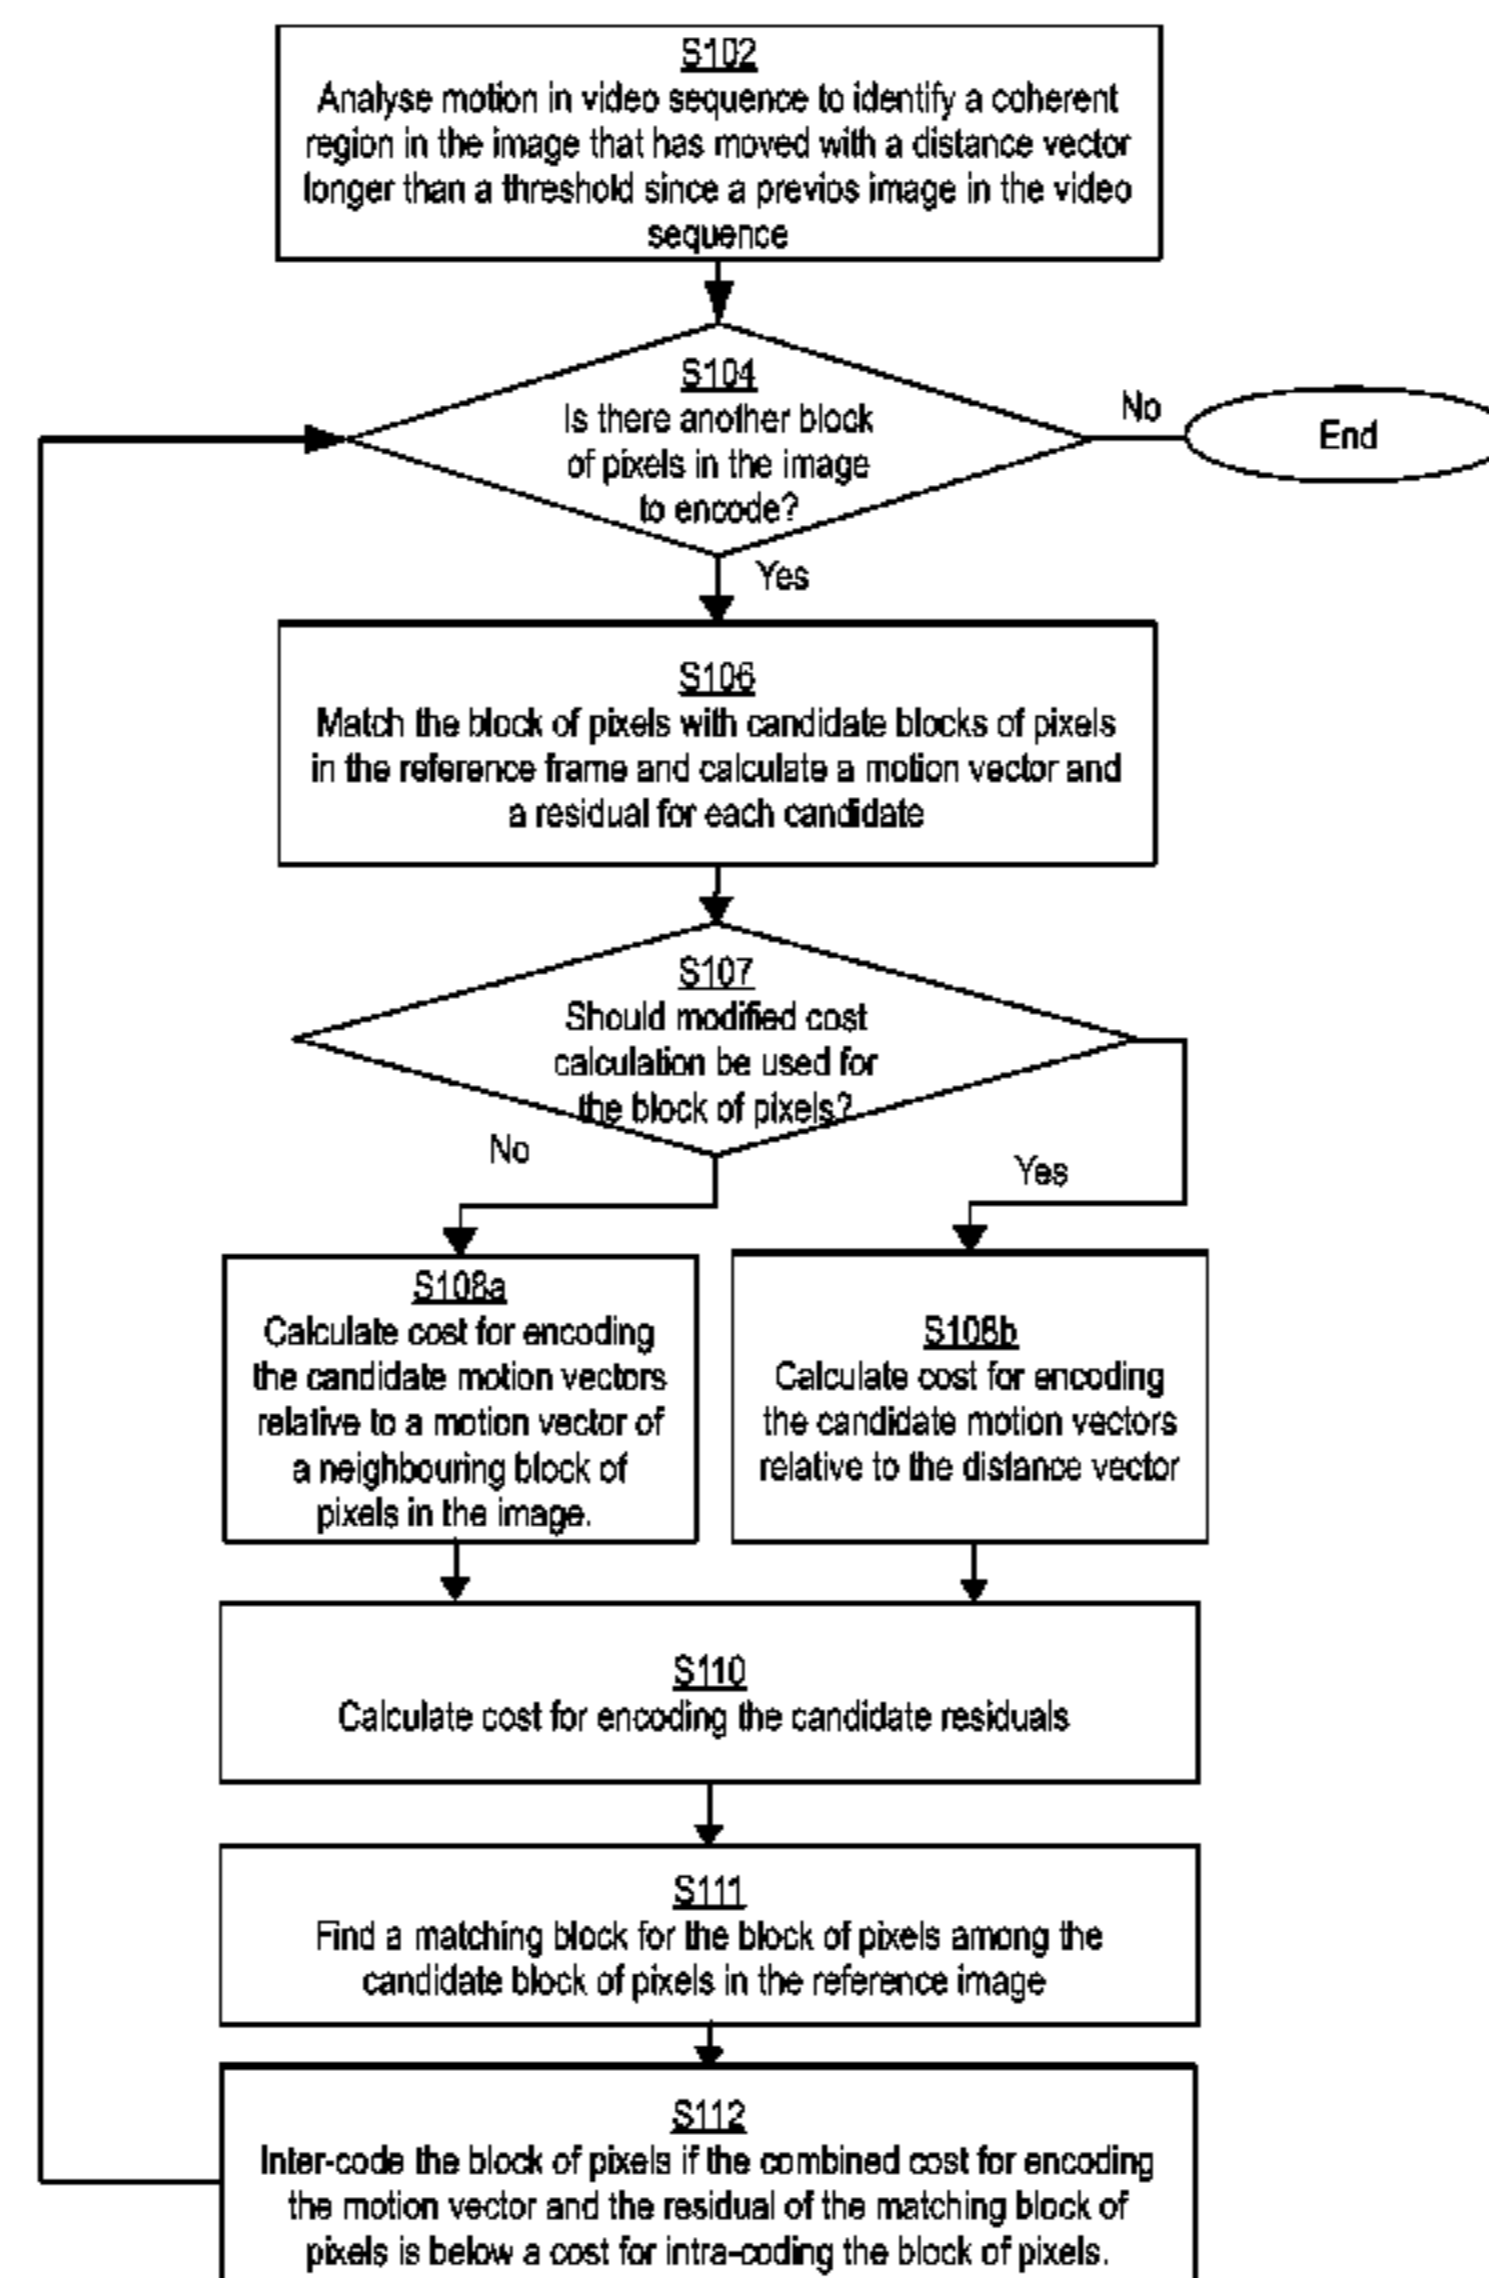 S102
Analyse motion in video sequence to identify a coherent
region in the image that has moved with a distance vector
longer than a threshold since a previos image in the video
sequence
S104
Is there another block
of pixels in the image
to encode?
No
End
Yes
S106
Match the block of pixels with candidate blocks of pixels
in the reference frame and calculate a motion vector and
a residual for each candidate
S107
Should modified cost
calculation be used for
the block of pixels?
No
Yes
S108a
Calculate cost for encoding
the candidate motion vectors
relative to a motion vector of
a neighbouring block of
pixels in the image.
S108b
Calculate cost for encoding
the candidate motion vectors
relative to the distance vector
S110
Calculate cost for encoding the candidate residuals
S111
Find a matching block for the block of pixels among the
candidate block of pixels in the reference image
S112
Inter-code the block of pixels if the combined cost for encoding
the motion vector and the residual of the matching block of
pixels is below a cost for intra-coding the block of pixels.